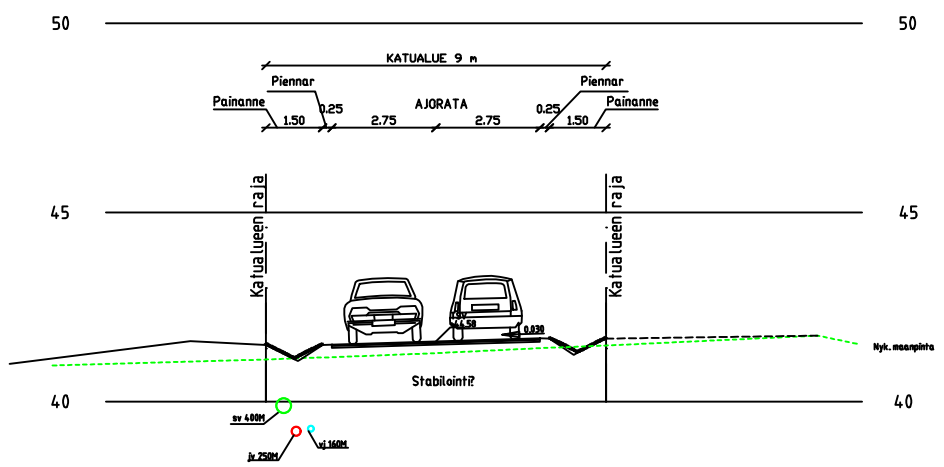 50 50
KATUALUE 9 m
Piennar Piennar
Painanne 0.25 AJORATA 0.25 Painanne
1.50 2.75 2.75 1.50
Katualueen raja
Katualueen raja
45 45
0.030
Nyk. maanpinta
Stabilointi?
40 40
sv 400M
jv 250M
vj 160M